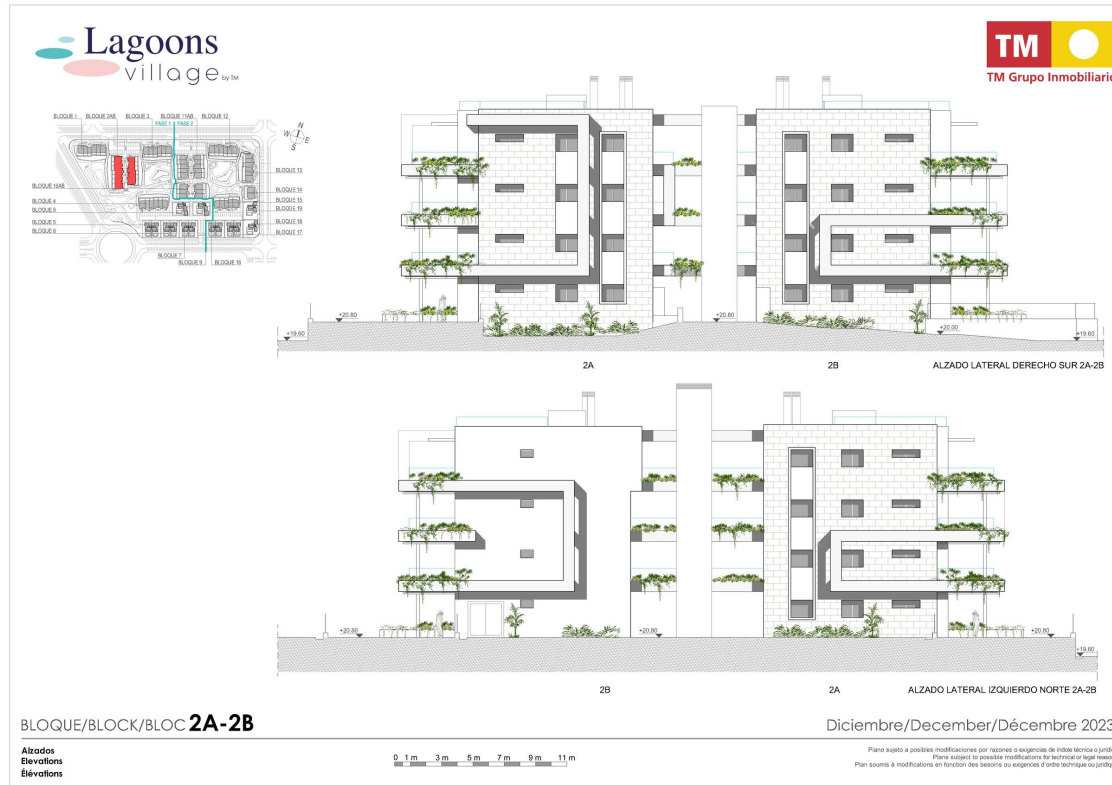 Lagoons
village by TM
TM
TM Grupo Inmobiliario
BLOQUE 1
BLOQUE 2AB
BLOQUE 3
BLOQUE 11AB
BLOQUE 12
FASE 1
FASE 2
N
W
E
S
BLOQUE 13
BLOQUE 14
BLOQUE 15
BLOQUE 19
BLOQUE 18
BLOQUE 17
BLOQUE 10AB
BLOQUE 4
BLOQUE 5
BLOQUE 6
BLOQUE 7
BLOQUE 9
BLOQUE 16
+20.80
+20.80
+19.60
+20.00
+19.60
2A
2B
ALZADO LATERAL DERECHO SUR 2A-2B
+20.80
+20.80
+20.80
+19.60
2B
2A
ALZADO LATERAL IZQUIERDO NORTE 2A-2B
BLOQUE/BLOCK/BLOC 2A-2B
Diciembre/December/Décembre 2023
Alzados
Elevations
Élévations
0 1 m 3 m 5 m 7 m 9 m 11 m
Plano sujeto a posibles modificaciones por razones o exigencias de índole técnica o jurídic
Plans subject to possible modifications for technical or legal reason
Plan soumis à modifications en fonction des besoins ou exigences d'ordre technique ou juridiqu